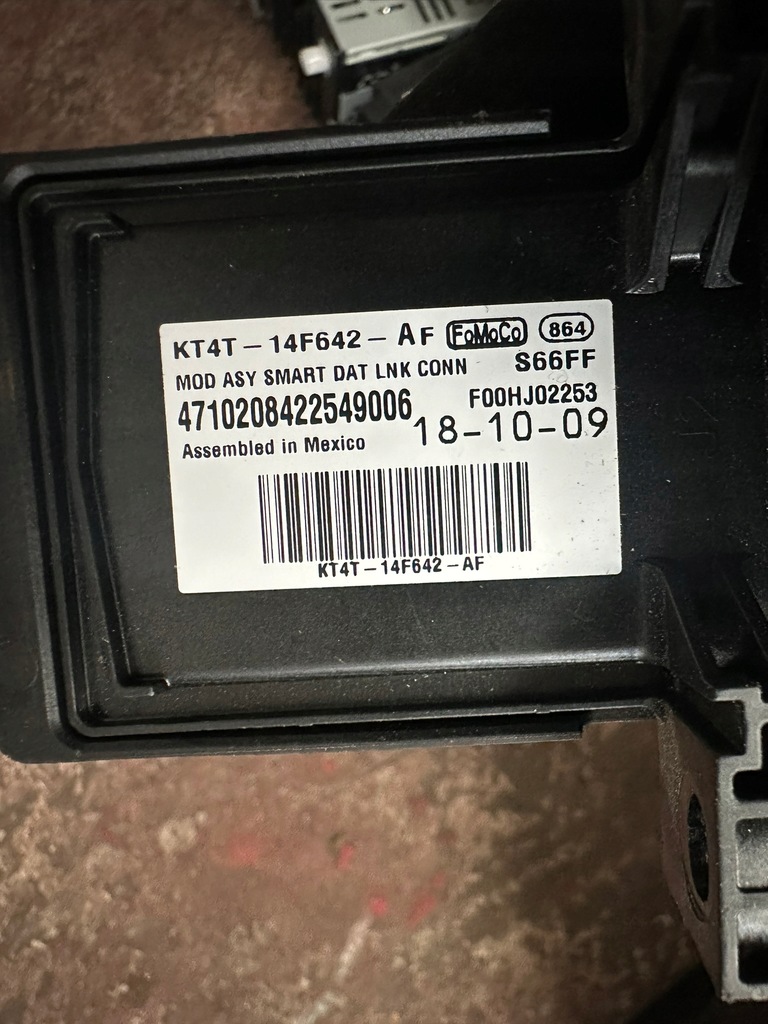 KT4T-14F642-AF FoMoCo 864
MOD ASY SMART DAT LNK CONN S66FF
4710208422549006 F00HJ02253
Assembled in Mexico 18-10-09
KT4T-14F642-AF